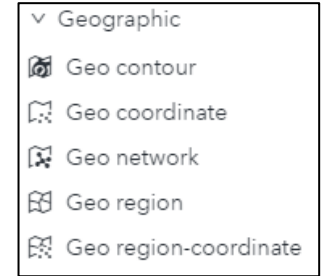 Geographic
Geo contour
Geo coordinate
Geo network
Geo region
Geo region-coordinate